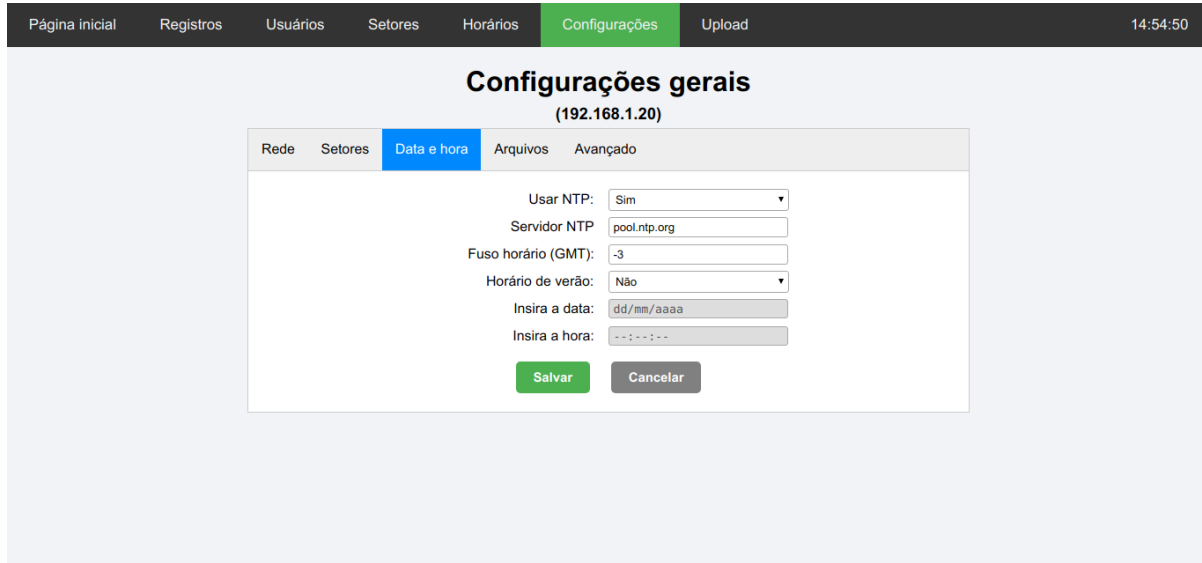 Página inicial Registros Usuários Setores Horários Configurações Upload 14:54:50
Configurações gerais
(192.168.1.20)
Rede Setores Data e hora Arquivos Avançado
Usar NTP: Sim
Servidor NTP pool.ntp.org
Fuso horário (GMT): -3
Horário de verão: Não
Insira a data: dd/mm/aaaa
Insira a hora: --:--:--
Salvar Cancelar